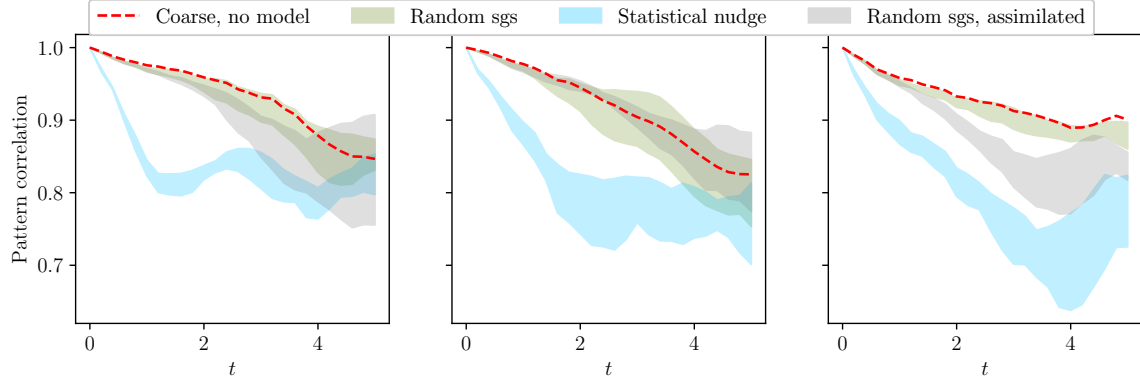 Coarse, no model Random sgs Statistical nudge Random sgs, assimilated
Pattern correlation
1.0
0.9
0.8
0.7
0 2 4 0 2 4 0 2 4
t t t